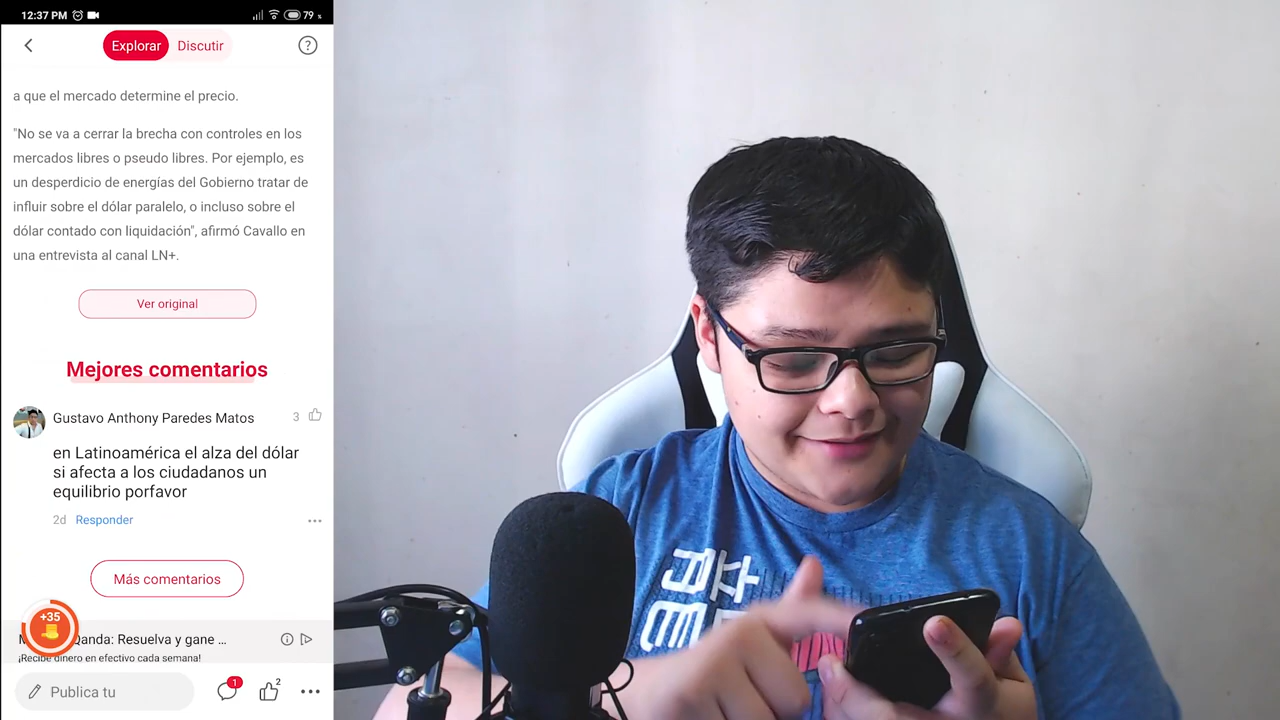 12:37 PM
79 %
Explorar
Discutir
?
a que el mercado determine el precio.
"No se va a cerrar la brecha con controles en los
mercados libres o pseudo libres. Por ejemplo, es
un desperdicio de energías del Gobierno tratar de
influir sobre el dólar paralelo, o incluso sobre el
dólar contado con liquidación", afirmó Cavallo en
una entrevista al canal LN+.
Ver original
Mejores comentarios
Gustavo Anthony Paredes Matos
3
en Latinoamérica el alza del dólar
si afecta a los ciudadanos un
equilibrio porfavor
2d Responder
Más comentarios
+35
Qanda: Resuelva y gane ...
¡Recibe dinero en efectivo cada semana!
Publica tu
1
2